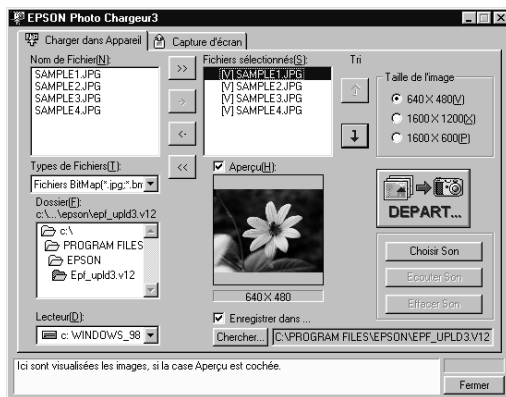 EPSON Photo Chargeur3
Charger dans Appareil
Capture d'écran
Nom de Fichier(N):
SAMPLE1.JPG
SAMPLE2.JPG
SAMPLE3.JPG
SAMPLE4.JPG
>>
>
<
<<
Fichiers sélectionnés(S):
[V] SAMPLE1.JPG
[V] SAMPLE2.JPG
[V] SAMPLE3.JPG
[V] SAMPLE4.JPG
Tri
Taille de l'image
640 X 480(V)
1600 X 1200(X)
1600 X 600(P)
Types de Fichiers(T):
Fichiers BitMap(*.jpg;*.bm
Dossier(F):
c:\...\epson\epf_upld3.v12
c:\
PROGRAM FILES
EPSON
Epf_upld3.v12
Lecteur(D):
c: WINDOWS_98
Aperçu(H):
640 X 480
Enregistrer dans ...
Chercher...
C:\PROGRAM FILES\EPSON\EPF_UPLD3.V12
DEPART...
Choisir Son
Ecouter Son
Effacer Son
Ici sont visualisées les images, si la case Aperçu est cochée.
Fermer